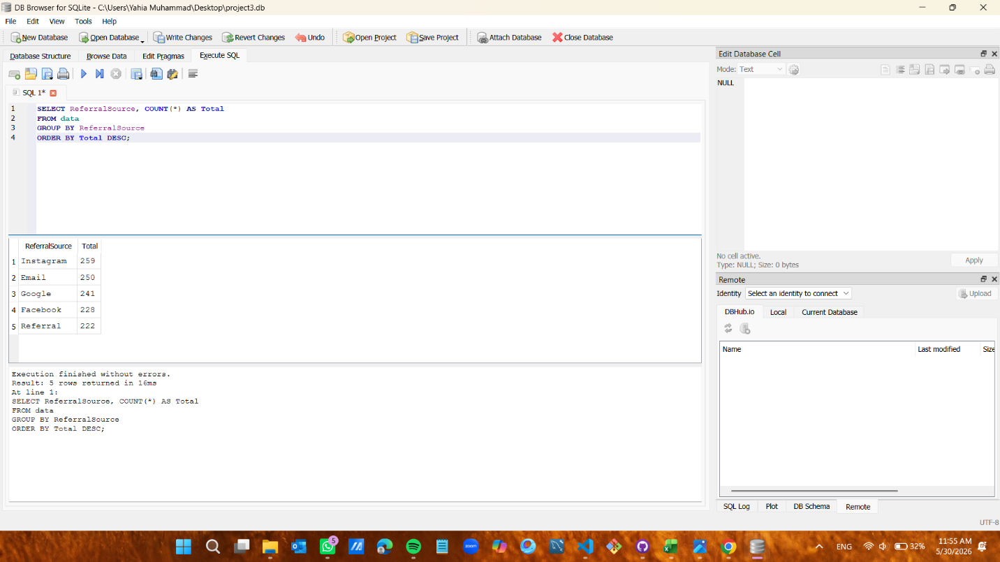 DB Browser for SQLite - C:\Users\Yahia Muhammad\Desktop\project3.db
File Edit View Tools Help
New Database Open Database Write Changes Revert Changes Undo Open Project Save Project Attach Database Close Database
Database Structure Browse Data Edit Pragmas Execute SQL
SQL 1*
1 SELECT ReferralSource, COUNT(*) AS Total
2 FROM data
3 GROUP BY ReferralSource
4 ORDER BY Total DESC;
ReferralSource Total
1 Instagram 259
2 Email 250
3 Google 241
4 Facebook 228
5 Referral 222
Execution finished without errors.
Result: 5 rows returned in 16ms
At line 1:
SELECT ReferralSource, COUNT(*) AS Total
FROM data
GROUP BY ReferralSource
ORDER BY Total DESC;
Edit Database Cell
Mode: Text
NULL
No cell active.
Type: NULL; Size: 0 bytes
Apply
Remote
Identity Select an identity to connect Upload
DBHub.io Local Current Database
Name Last modified Size
SQL Log Plot DB Schema Remote
UTF-8
5
zoom
ENG
32%
11:55 AM
5/30/2026